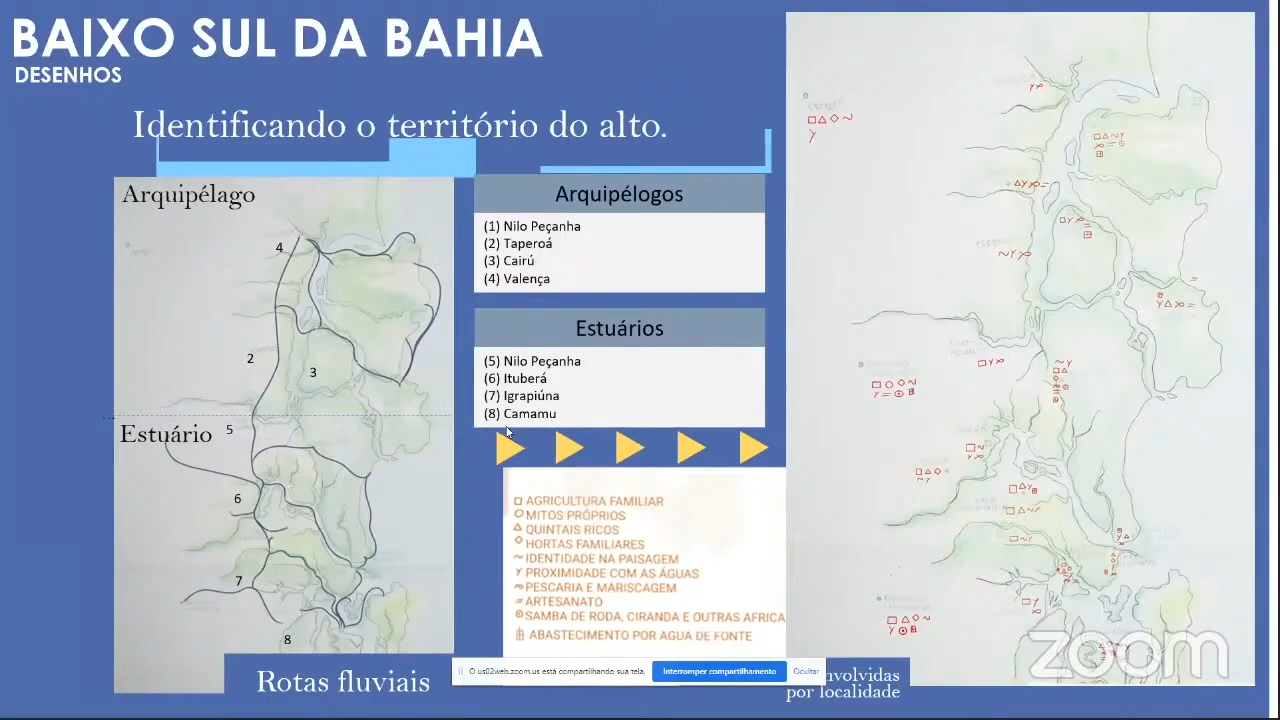 BAIXO SUL DA BAHIA
DESENHOS
Identificando o território do alto.
Arquipélago
4
2
3
Estuário
5
6
7
8
Rotas fluviais
Arquipélogos
(1) Nilo Peçanha
(2) Taperoá
(3) Cairú
(4) Valença
Estuários
(5) Nilo Peçanha
(6) Ituberá
(7) Igrapiúna
(8) Camamu
AGRICULTURA FAMILIAR
MITOS PRÓPRIOS
QUINTAIS RICOS
HORTAS FAMILIARES
IDENTIDADE NA PAISAGEM
PROXIMIDADE COM AS ÁGUAS
PESCARIA E MARISCAGEM
ARTESANATO
SAMBA DE RODA, CIRANDA E OUTRAS AFRICA
ABASTECIMENTO POR AGUA DE FONTE
O us02web.zoom.us está compartilhando sua tela.
Interromper compartilhamento
Ocultar
nvolvidas
por localidade
zoom